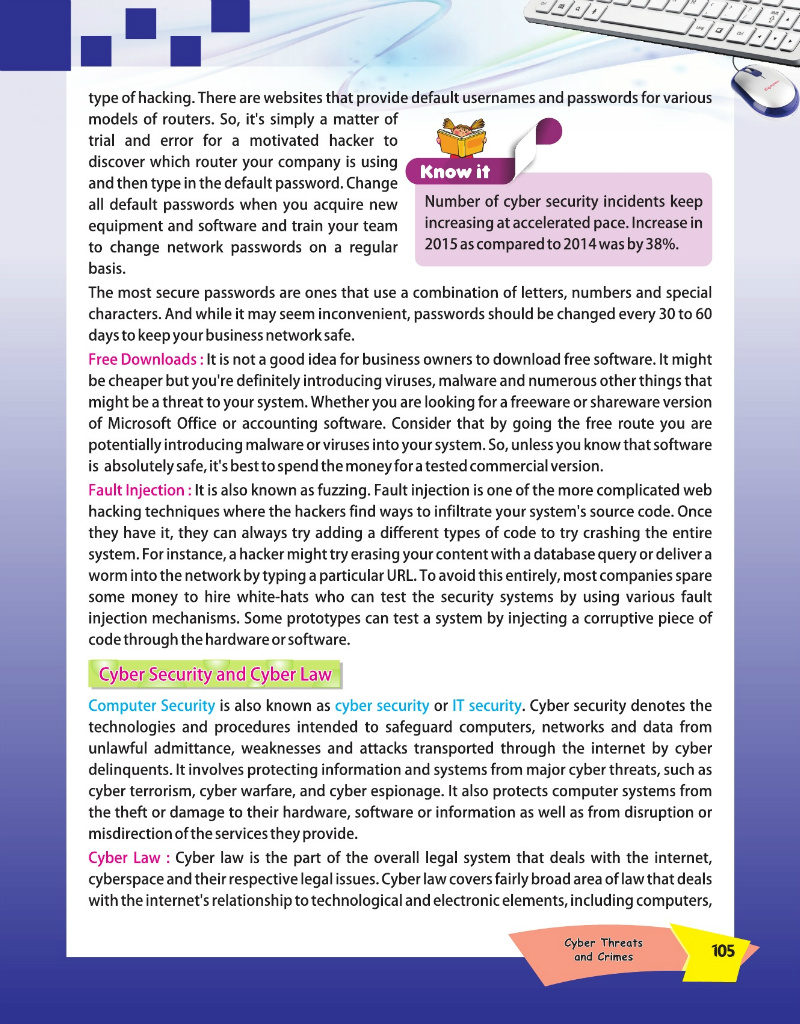 type of hacking. There are websites that provide default usernames and passwords for various
models of routers. So, it's simply a matter of
trial and error for a motivated hacker to
discover which router your company is using
and then type in the default password. Change
all default passwords when you acquire new
equipment and software and train your team
to change network passwords on a regular
basis.
Know it
Number of cyber security incidents keep
increasing at accelerated pace. Increase in
2015 as compared to 2014 was by 38%.
The most secure passwords are ones that use a combination of letters, numbers and special
characters. And while it may seem inconvenient, passwords should be changed every 30 to 60
days to keep your business network safe.
Free Downloads : It is not a good idea for business owners to download free software. It might
be cheaper but you're definitely introducing viruses, malware and numerous other things that
might be a threat to your system. Whether you are looking for a freeware or shareware version
of Microsoft Office or accounting software. Consider that by going the free route you are
potentially introducing malware or viruses into your system. So, unless you know that software
is absolutely safe, it's best to spend the money for a tested commercial version.
Fault Injection : It is also known as fuzzing. Fault injection is one of the more complicated web
hacking techniques where the hackers find ways to infiltrate your system's source code. Once
they have it, they can always try adding a different types of code to try crashing the entire
system. For instance, a hacker might try erasing your content with a database query or deliver a
worm into the network by typing a particular URL. To avoid this entirely, most companies spare
some money to hire white-hats who can test the security systems by using various fault
injection mechanisms. Some prototypes can test a system by injecting a corruptive piece of
code through the hardware or software.
Cyber Security and Cyber Law
Computer Security is also known as cyber security or IT security. Cyber security denotes the
technologies and procedures intended to safeguard computers, networks and data from
unlawful admittance, weaknesses and attacks transported through the internet by cyber
delinquents. It involves protecting information and systems from major cyber threats, such as
cyber terrorism, cyber warfare, and cyber espionage. It also protects computer systems from
the theft or damage to their hardware, software or information as well as from disruption or
misdirection of the services they provide.
Cyber Law : Cyber law is the part of the overall legal system that deals with the internet,
cyberspace and their respective legal issues. Cyber law covers fairly broad area of law that deals
with the internet's relationship to technological and electronic elements, including computers,
Cyber Threats
and Crimes
105